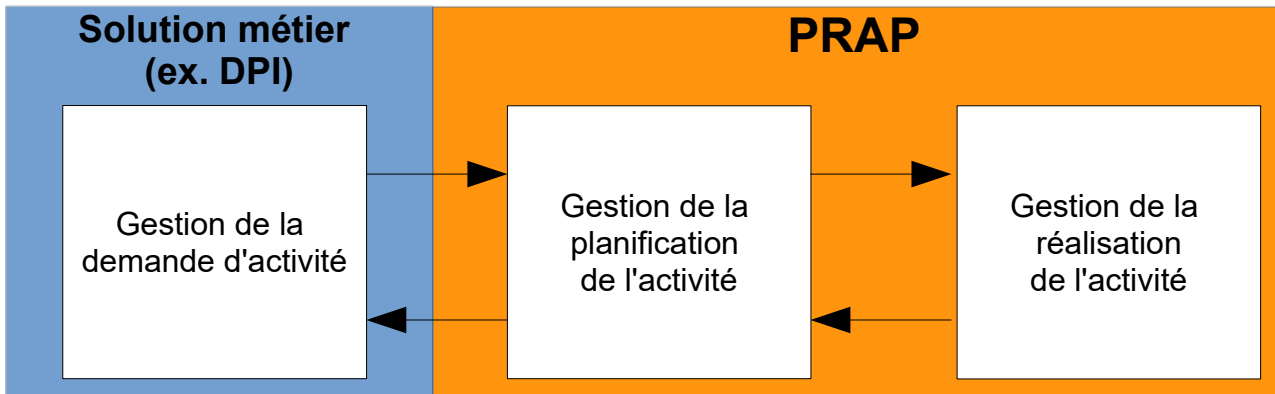 Solution métier
(ex. DPI)
PRAP
Gestion de la
demande d'activité
Gestion de la
planification
de l'activité
Gestion de la
réalisation
de l'activité